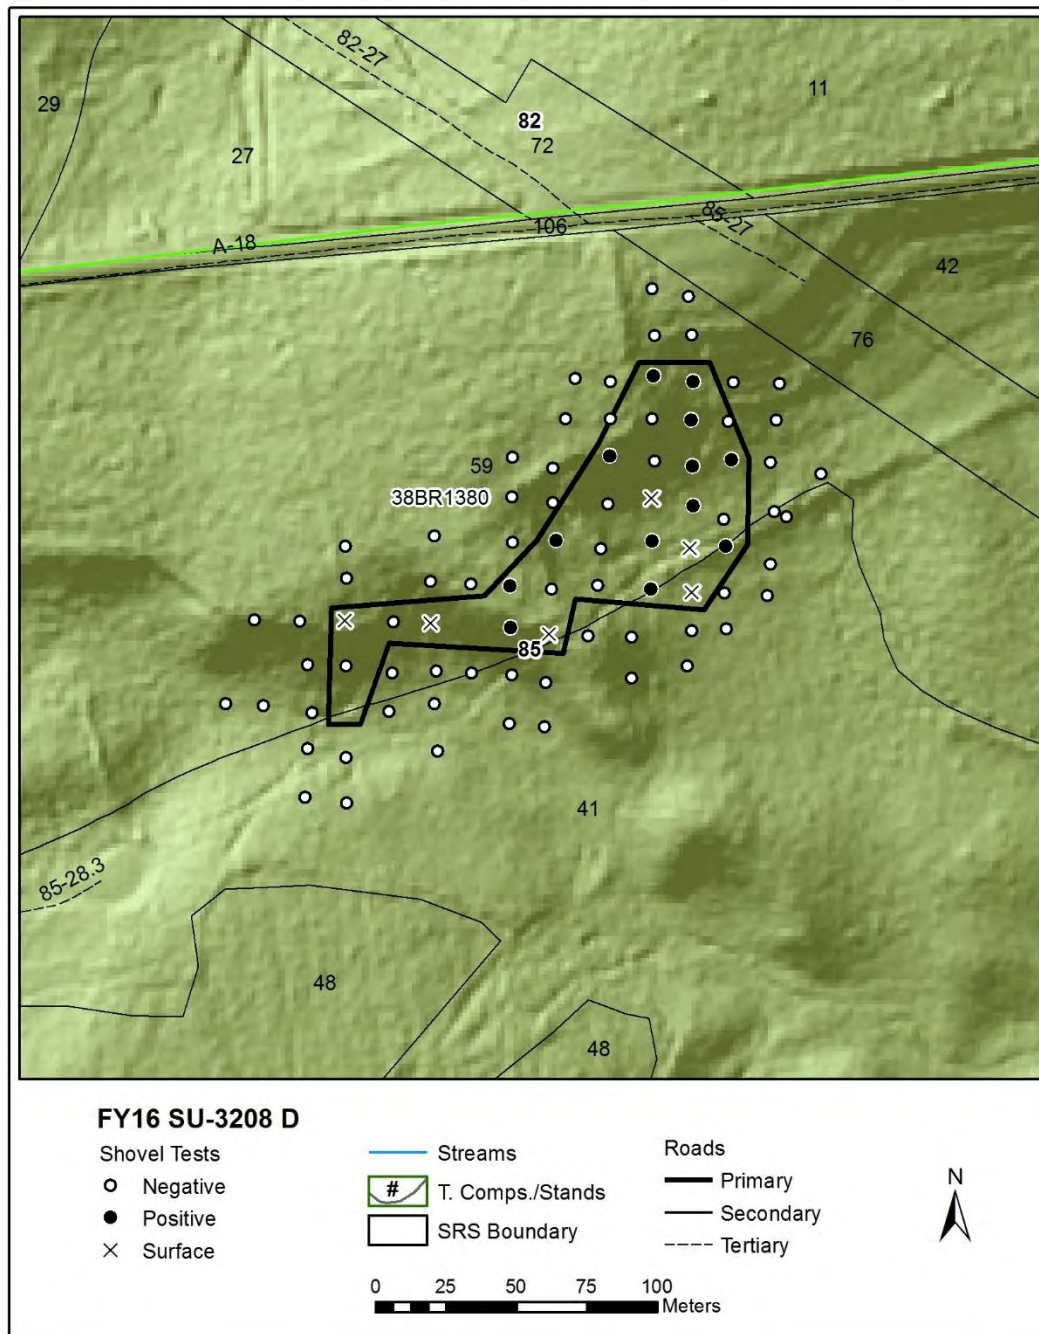 82-27
11
29
82
72
27
85-27
106
A-18
42
76
59
38BR1380
85
41
85-28.3
48
48
FY16 SU-3208 D
Shovel Tests
Negative
Positive
Surface
Streams
# T. Comps./Stands
SRS Boundary
Roads
Primary
Secondary
Tertiary
N
0 25 50 75 100
Meters